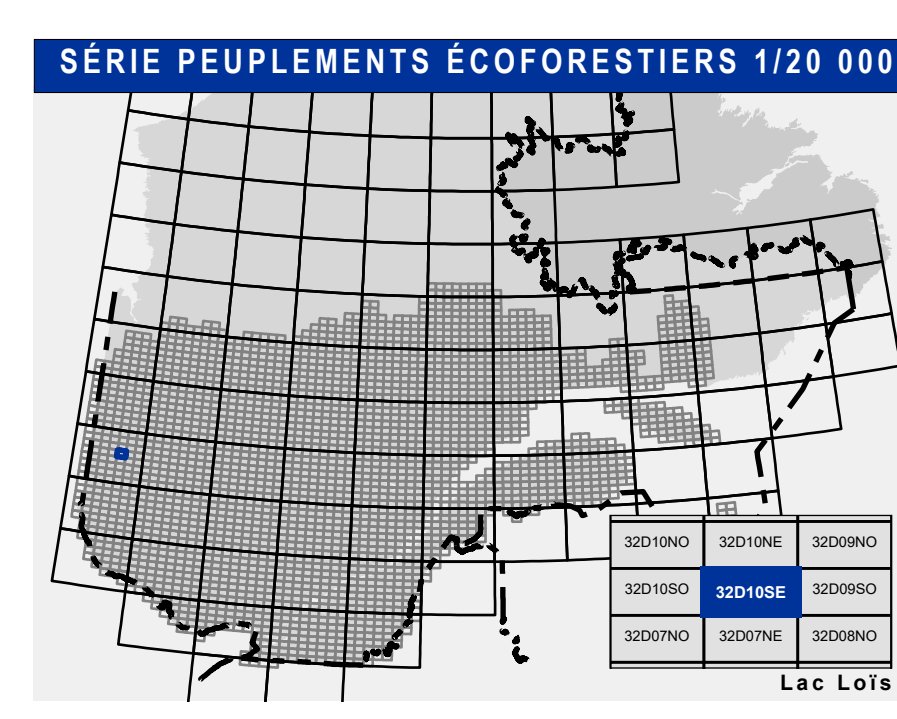 SÉRIE PEUPLEMENTS ÉCOFORESTIERS 1/20 000
32D10NO 32D10NE 32D09NO
32D10SO 32D10SE 32D09SO
32D07NO 32D07NE 32D08NO
Lac Loïs